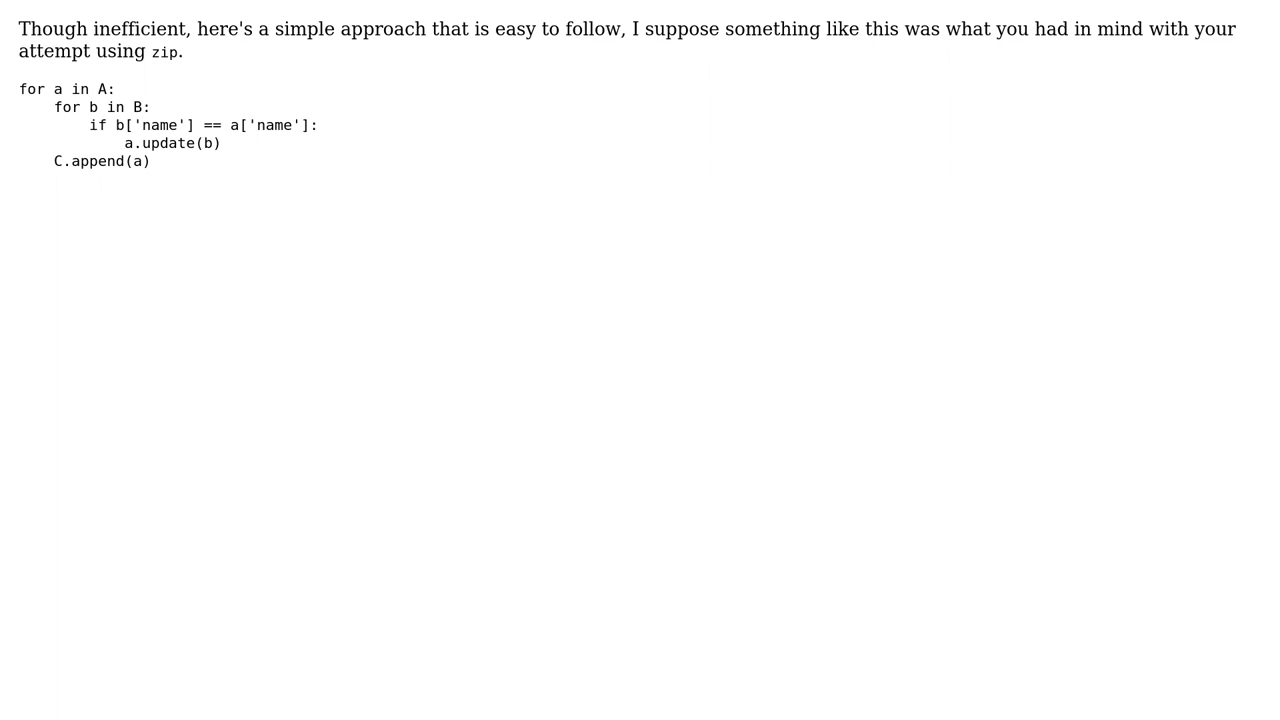 Though inefficient, here's a simple approach that is easy to follow, I suppose something like this was what you had in mind with your
attempt using zip.
for a in A:
    for b in B:
        if b['name'] == a['name']:
            a.update(b)
    C.append(a)